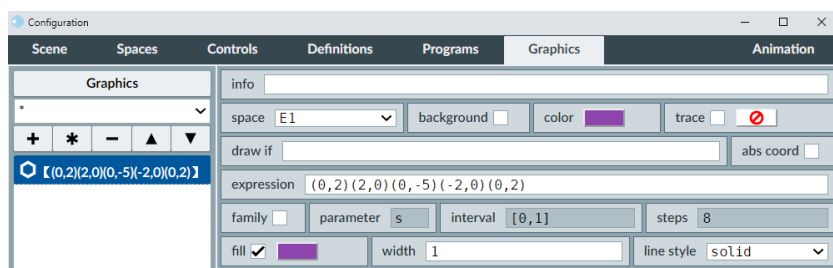 Configuration
Scene Spaces Controls Definitions Programs Graphics Animation
Graphics
info
*
space E1 background color trace
+ * − ▲ ▼
draw if abs coord
【(0,2)(2,0)(0,-5)(-2,0)(0,2)】
expression (0,2)(2,0)(0,-5)(-2,0)(0,2)
family parameter s interval [0,1] steps 8
fill width 1 line style solid